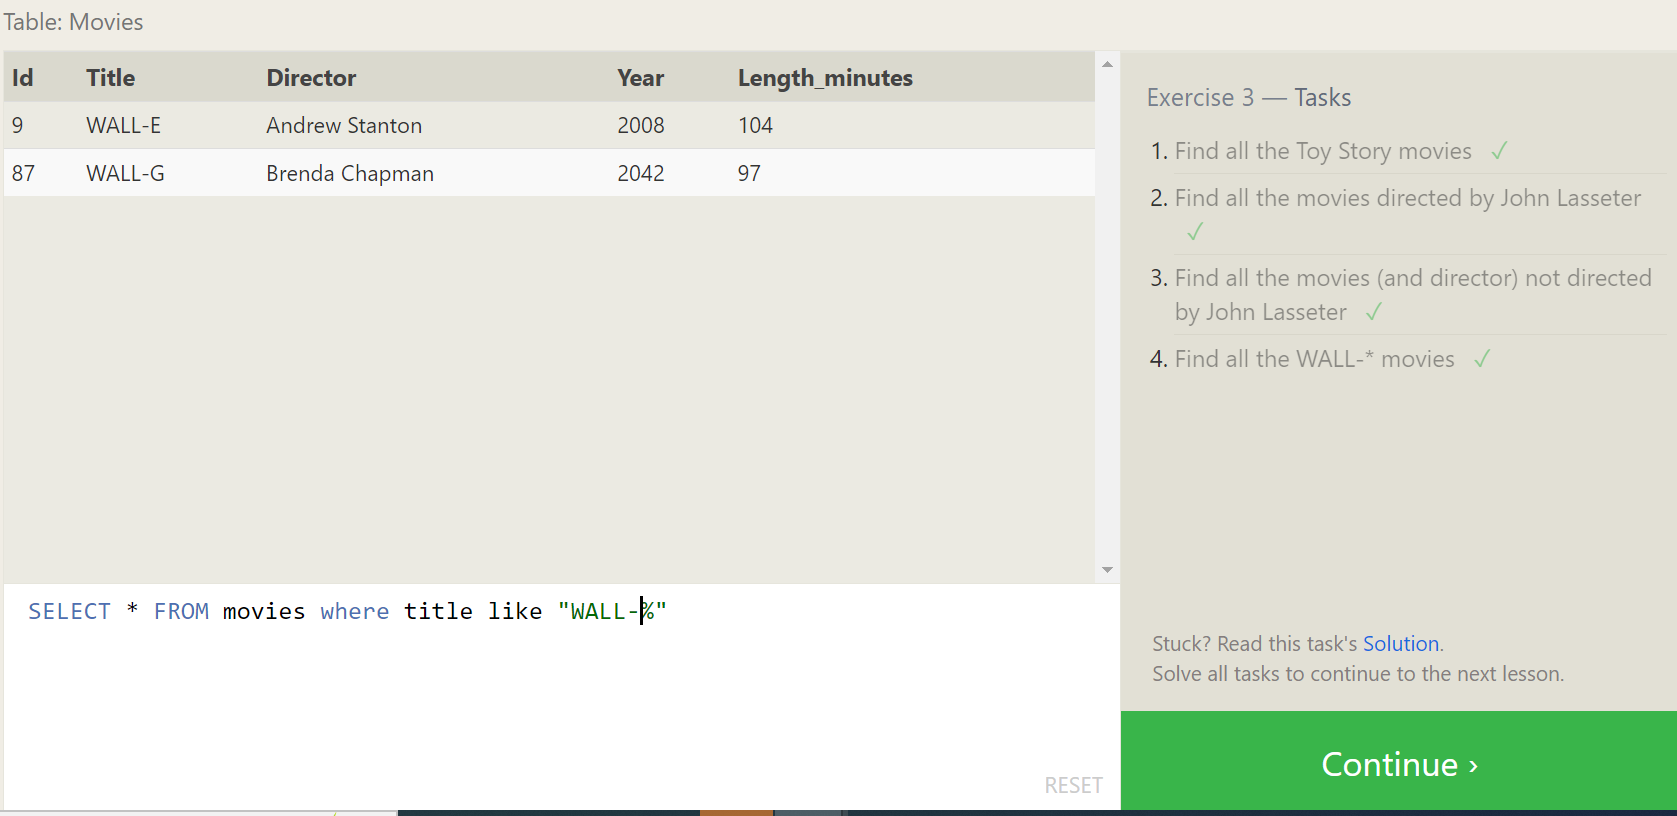 Table: Movies
Id Title Director Year Length_minutes
9 WALL-E Andrew Stanton 2008 104
87 WALL-G Brenda Chapman 2042 97
SELECT * FROM movies where title like "WALL-%"
RESET
Exercise 3 — Tasks
1. Find all the Toy Story movies ✓
2. Find all the movies directed by John Lasseter
✓
3. Find all the movies (and director) not directed
by John Lasseter ✓
4. Find all the WALL-* movies ✓
Stuck? Read this task's Solution.
Solve all tasks to continue to the next lesson.
Continue ›